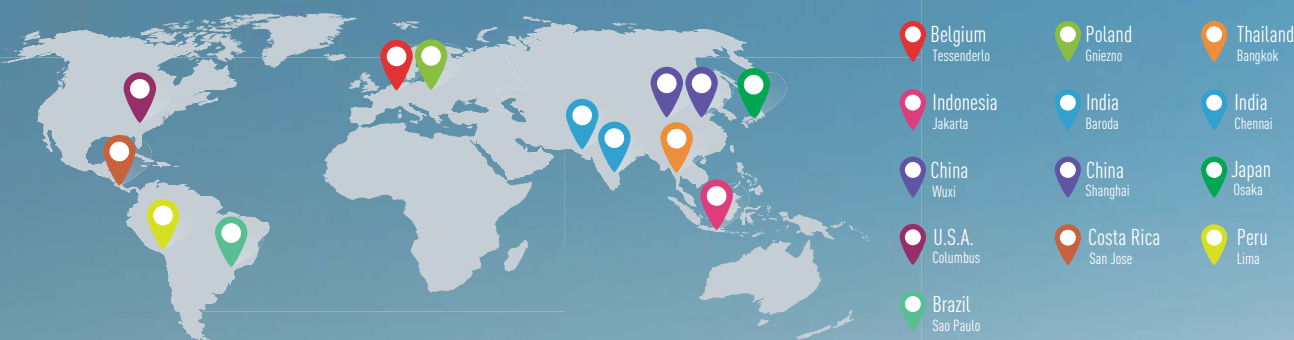 Belgium
Tessenderlo
Poland
Gniezno
Thailand
Bangkok
Indonesia
Jakarta
India
Baroda
India
Chennai
China
Wuxi
China
Shanghai
Japan
Osaka
U.S.A.
Columbus
Costa Rica
San Jose
Peru
Lima
Brazil
Sao Paulo